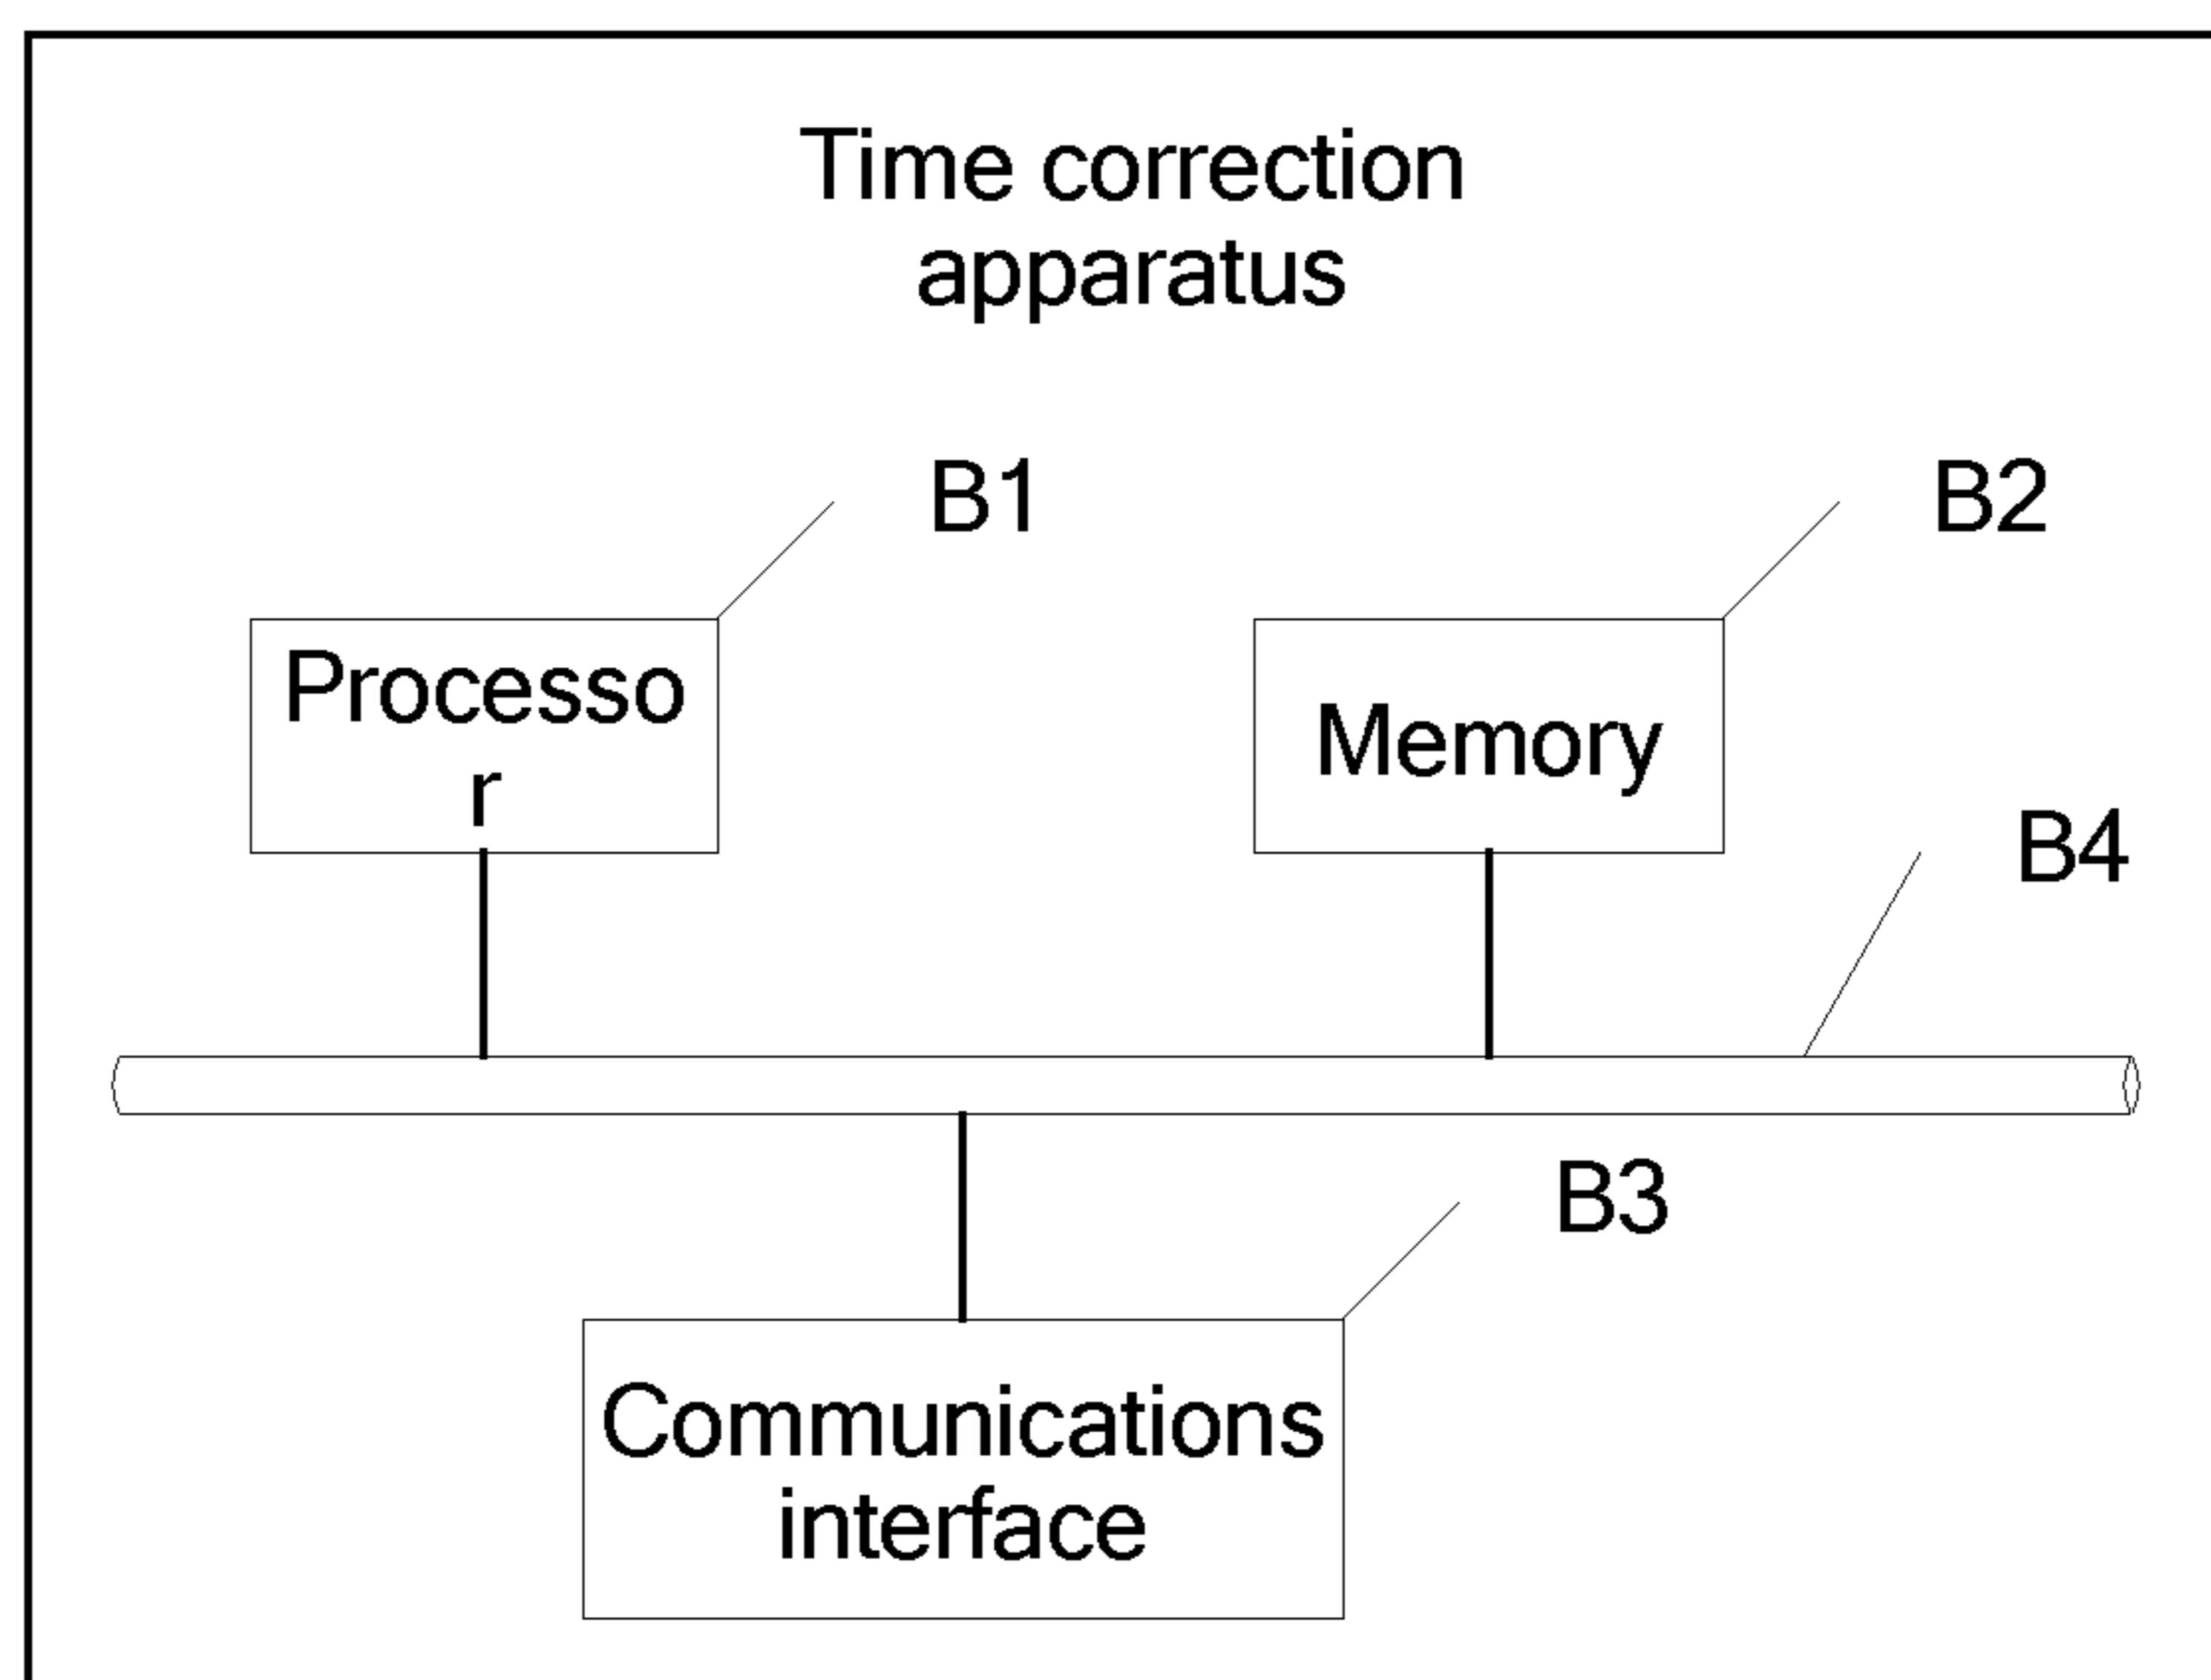 Time correction
apparatus
B1
B2
Processo
r
Memory
B4
B3
Communications
interface